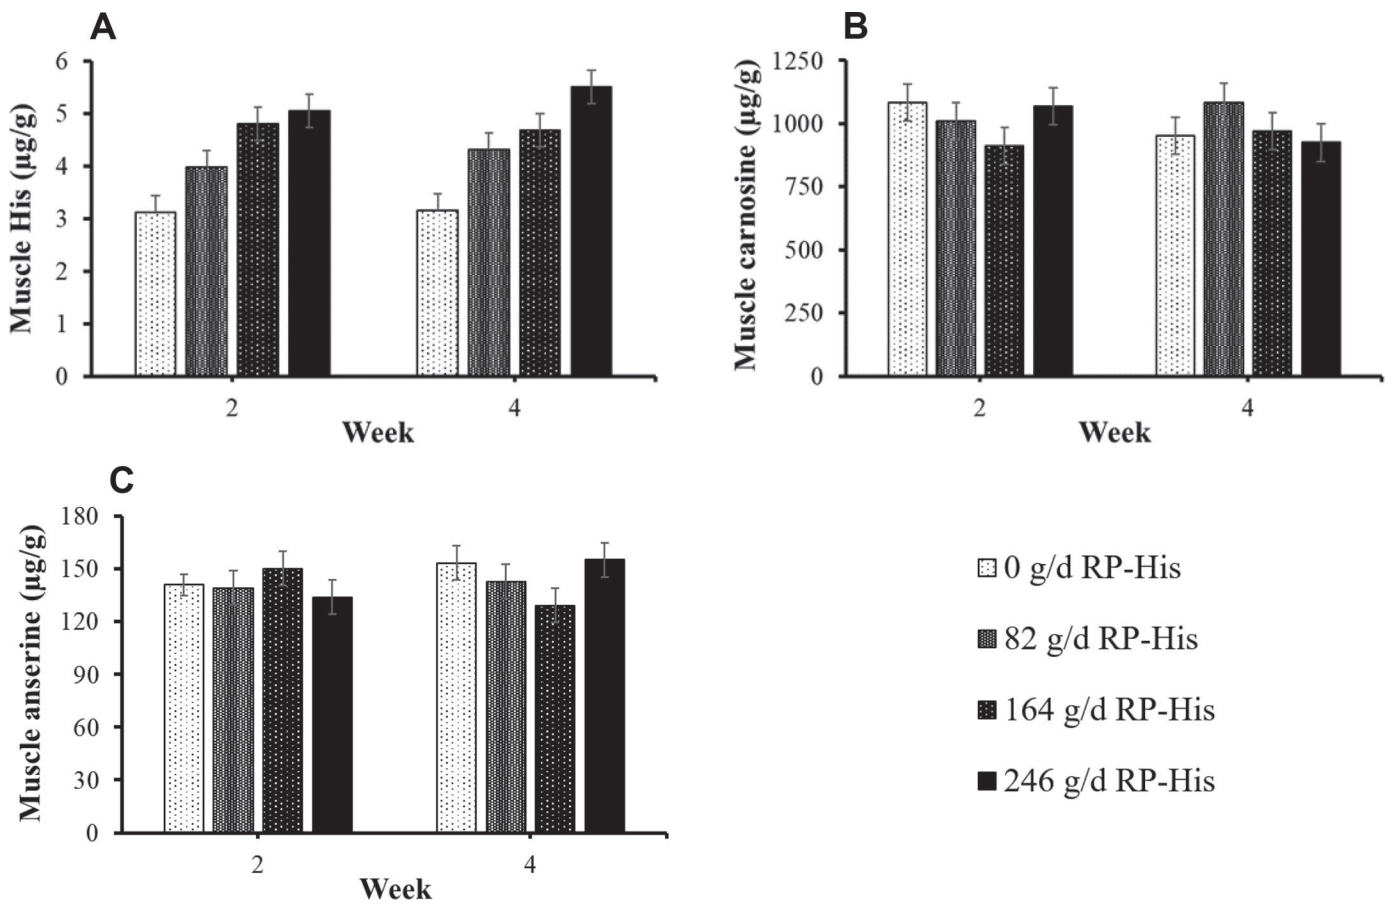 A
Muscle His (µg/g)
6
5
4
3
2
1
0
2
4
Week
B
Muscle carnosine (µg/g)
1250
1000
750
500
250
0
2
4
Week
C
Muscle anserine (µg/g)
180
150
120
90
60
30
0
2
4
Week
0 g/d RP-His
82 g/d RP-His
164 g/d RP-His
246 g/d RP-His